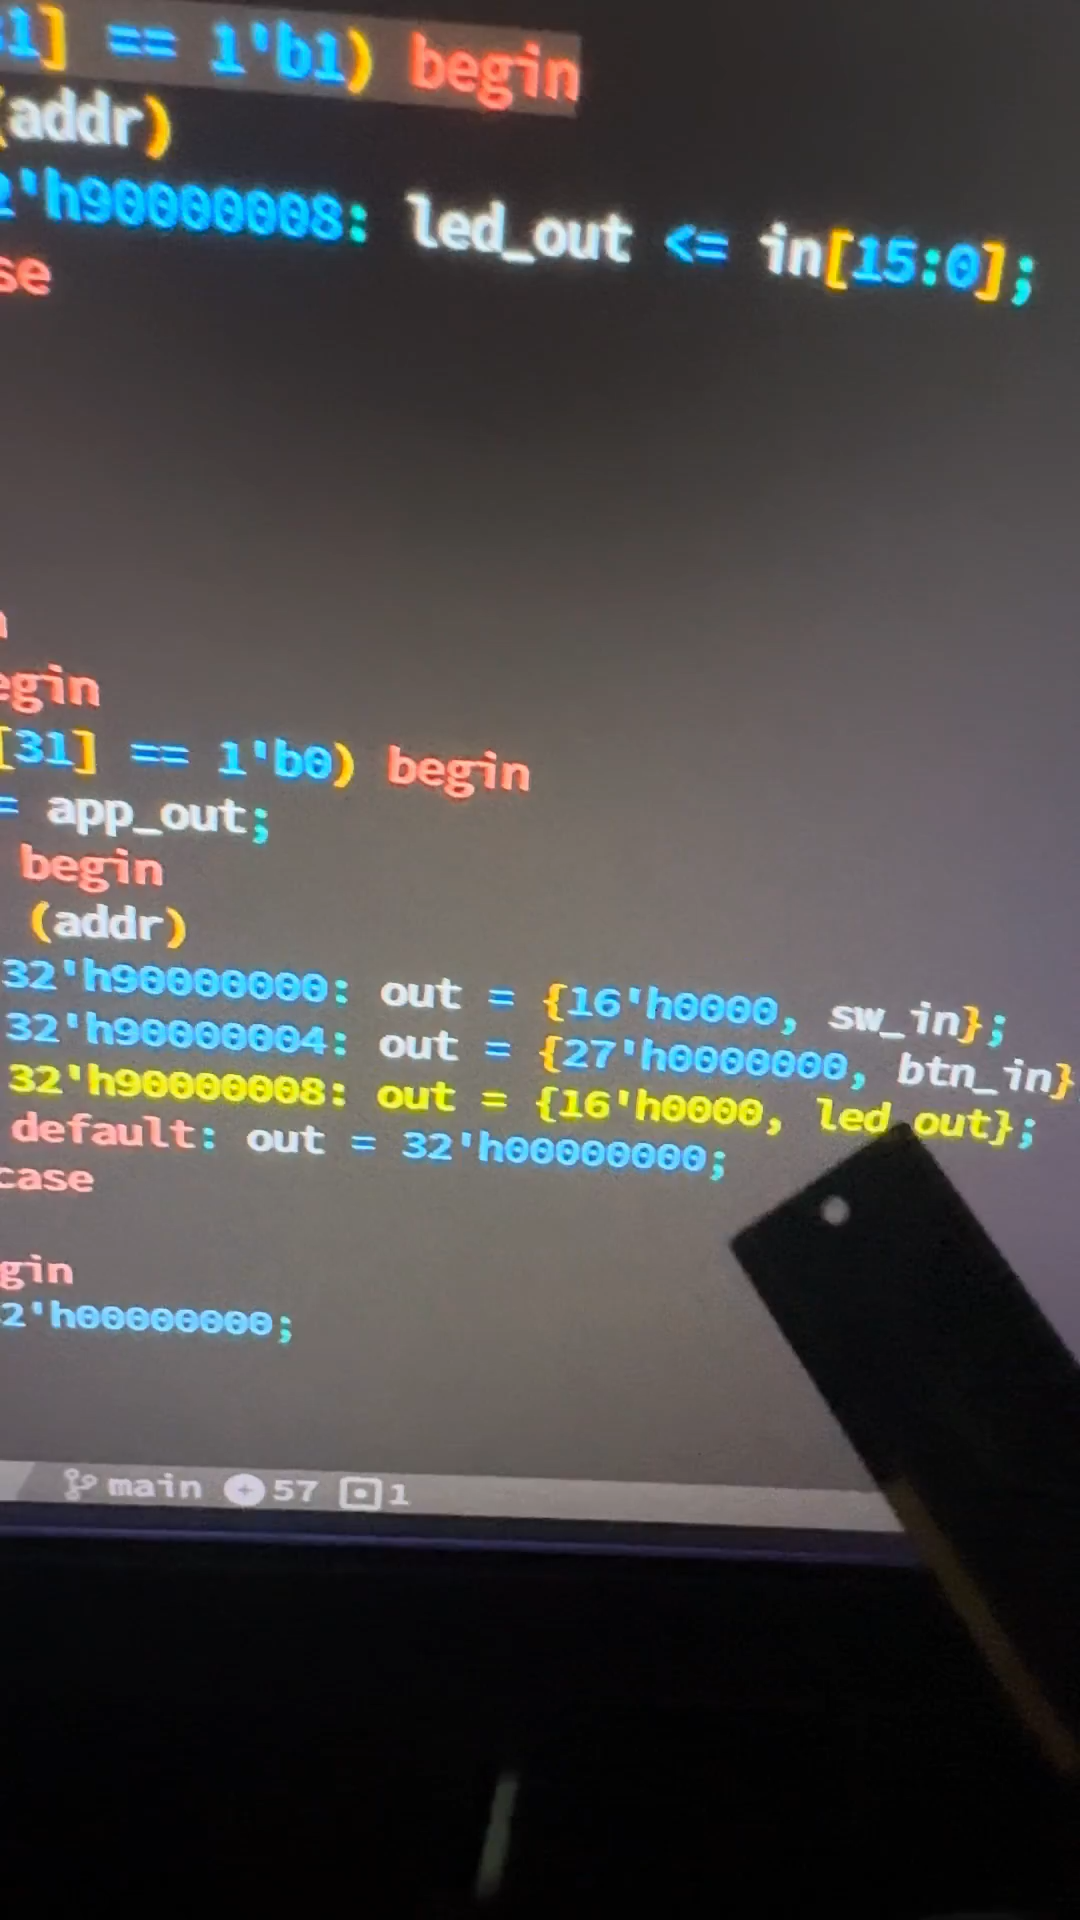 31] == 1'b1) begin
(addr)
2'h90000008: led_out <= in[15:0];
se
egin
[31] == 1'b0) begin
= app_out;
begin
(addr)
32'h90000000: out = {16'h0000, sw_in};
32'h90000004: out = {27'h0000000, btn_in}
32'h90000008: out = {16'h0000, led_out};
default: out = 32'h00000000;
case
gin
2'h00000000;
main 57 1